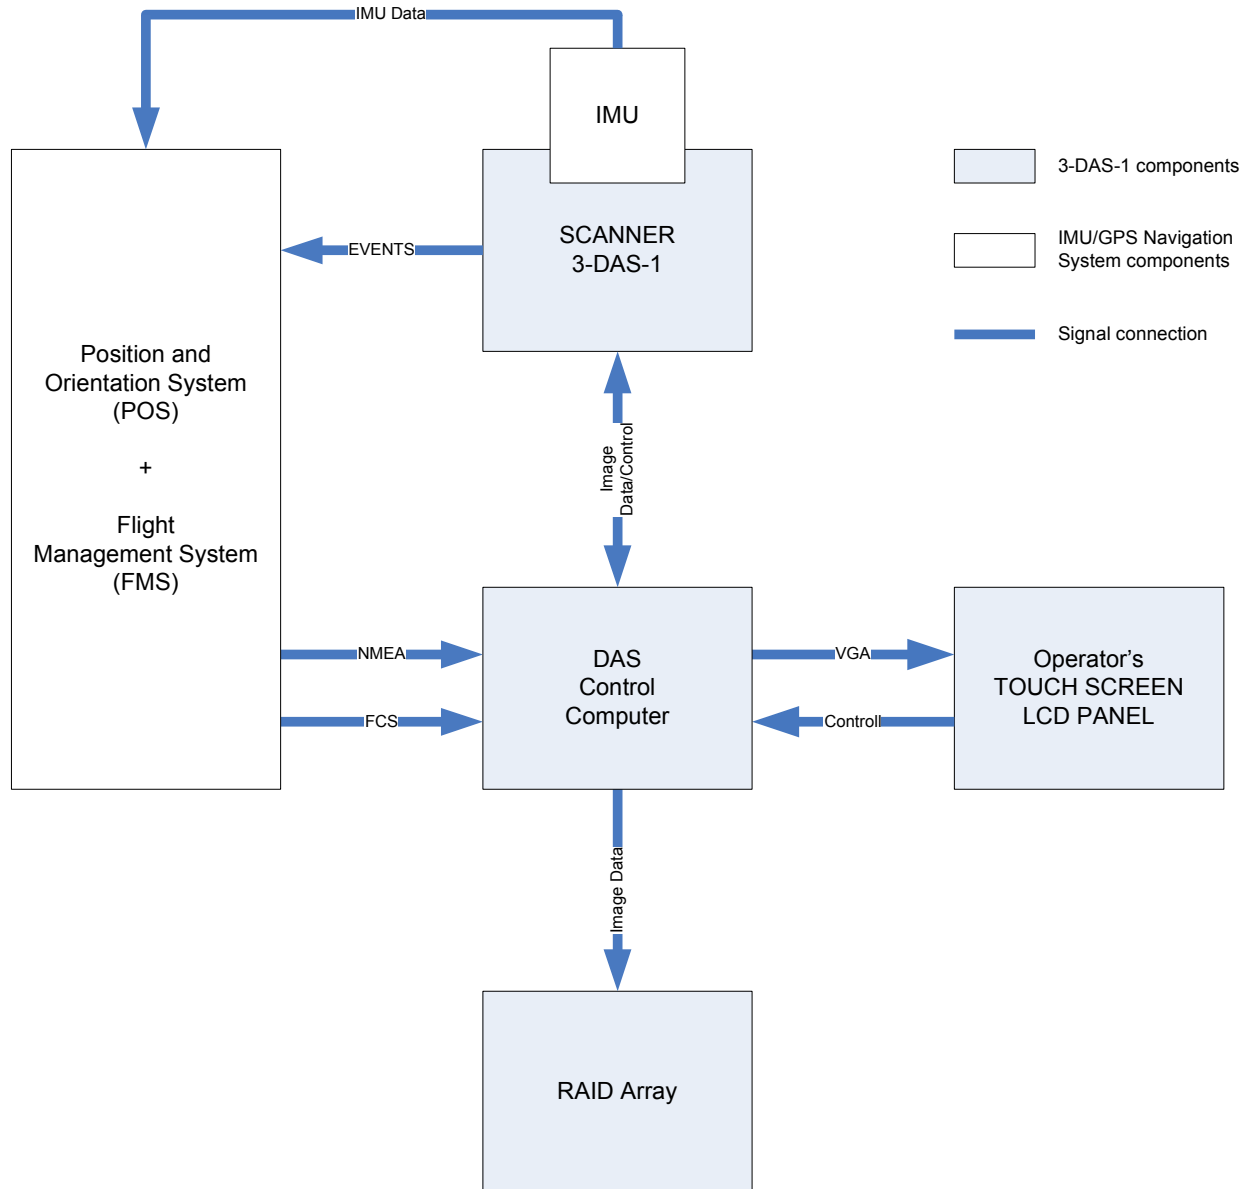 IMU Data
IMU
SCANNER
3-DAS-1
EVENTS
3-DAS-1 components
IMU/GPS Navigation
System components
Signal connection
Position and
Orientation System
(POS)
+
Flight
Management System
(FMS)
Image
Data/Control
NMEA
FCS
DAS
Control
Computer
VGA
Controll
Operator's
TOUCH SCREEN
LCD PANEL
Image Data
RAID Array